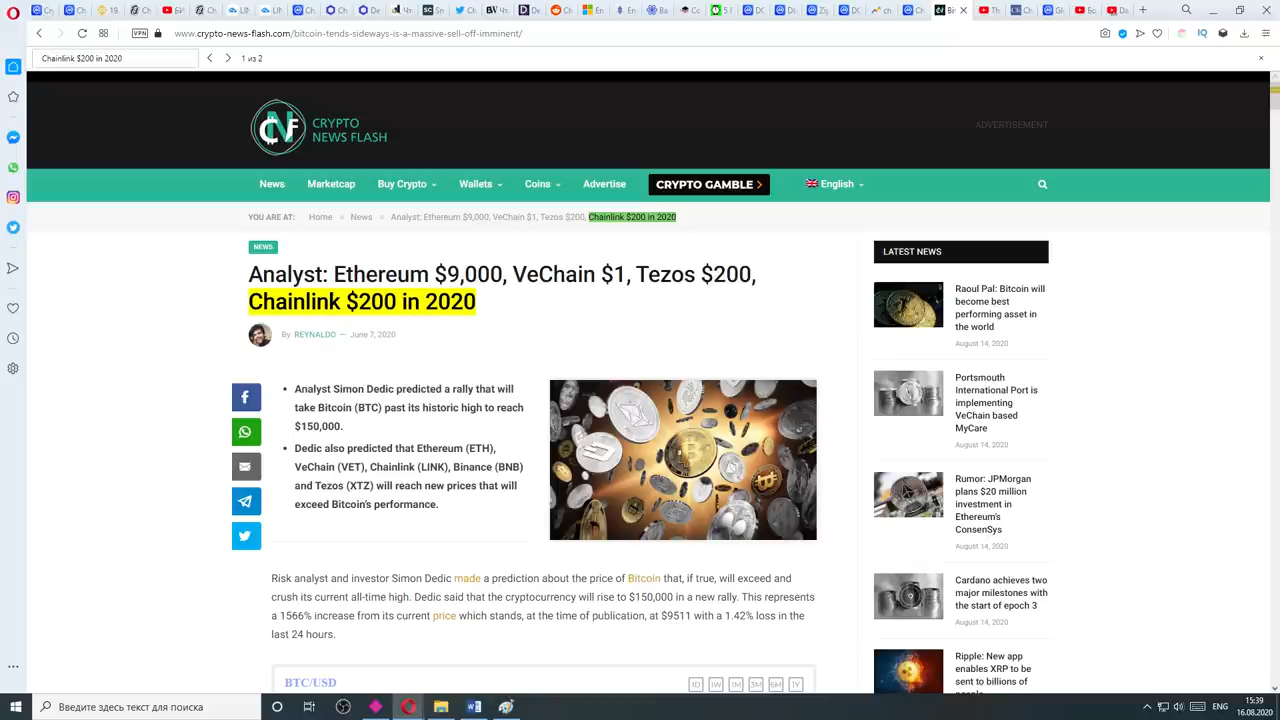 Bi
www.crypto-news-flash.com/bitcoin-tends-sideways-is-a-massive-sell-off-imminent/
VPN
IQ
Chainlink $200 in 2020
1 из 2
CRYPTO
NEWS FLASH
ADVERTISEMENT
News
Marketcap
Buy Crypto
Wallets
Coins
Advertise
CRYPTO GAMBLE >
English
YOU ARE AT: Home » News » Analyst: Ethereum $9,000, VeChain $1, Tezos $200, Chainlink $200 in 2020
NEWS
Analyst: Ethereum $9,000, VeChain $1, Tezos $200,
Chainlink $200 in 2020
By REYNALDO — June 7, 2020
• Analyst Simon Dedic predicted a rally that will
take Bitcoin (BTC) past its historic high to reach
$150,000.
• Dedic also predicted that Ethereum (ETH),
VeChain (VET), Chainlink (LINK), Binance (BNB)
and Tezos (XTZ) will reach new prices that will
exceed Bitcoin's performance.
Risk analyst and investor Simon Dedic made a prediction about the price of Bitcoin that, if true, will exceed and
crush its current all-time high. Dedic said that the cryptocurrency will rise to $150,000 in a new rally. This represents
a 1566% increase from its current price which stands, at the time of publication, at $9511 with a 1.42% loss in the
last 24 hours.
BTC/USD
1D 1W 1M 3M 6M 1Y
LATEST NEWS
Raoul Pal: Bitcoin will
become best
performing asset in
the world
August 14, 2020
Portsmouth
International Port is
implementing
VeChain based
MyCare
August 14, 2020
Rumor: JPMorgan
plans $20 million
investment in
Ethereum's
ConsenSys
August 14, 2020
Cardano achieves two
major milestones with
the start of epoch 3
August 14, 2020
Ripple: New app
enables XRP to be
sent to billions of
people
Введите здесь текст для поиска
ENG
15:39
16.08.2020